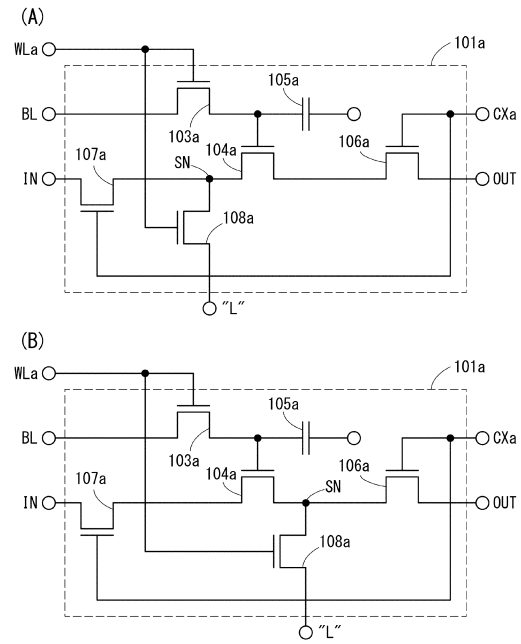 (A)
WLa
101a
105a
BL
103a
CXa
107a
104a
106a
SN
IN
OUT
108a
"L"
(B)
WLa
101a
105a
BL
103a
CXa
107a
104a
106a
SN
IN
OUT
108a
"L"